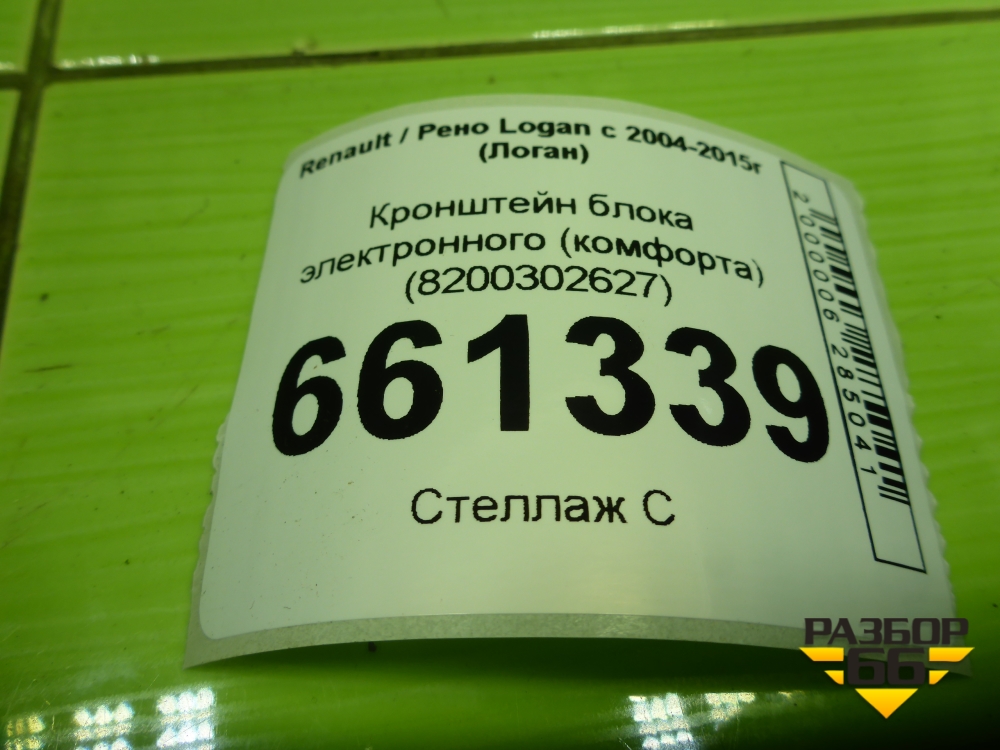 Renault / Рено Logan с 2004-2015г
(Логан)
Кронштейн блока
электронного (комфорта)
(8200302627)
661339
Стеллаж С
2000006285041
РАЗБОР
66